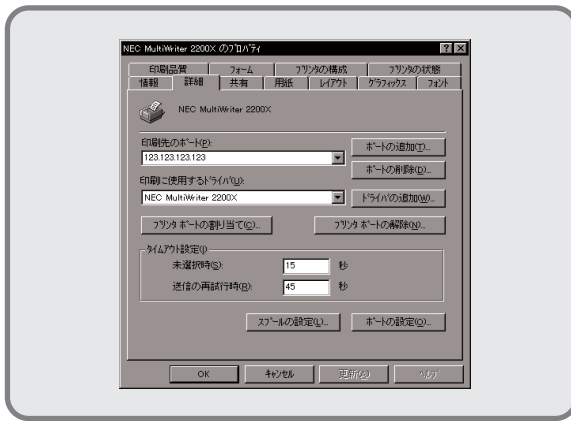 NEC MultiWriter 2200X のプロパティ
印刷品質 フォーム プリンタの構成 プリンタの状態
情報 詳細 共有 用紙 レイアウト グラフィックス フォント
NEC MultiWriter 2200X
印刷先のポート(P):
123.123.123.123
ポートの追加(T)...
ポートの削除(D)...
印刷に使用するドライバ(U):
NEC MultiWriter 2200X
ドライバの追加(W)...
プリンタ ポートの割り当て(C)...
プリンタ ポートの解除(N)...
タイムアウト設定(I)
未選択時(S): 15 秒
送信の再試行時(R): 45 秒
スプールの設定(L)...
ポートの設定(O)...
OK キャンセル 更新(A) ヘルプ